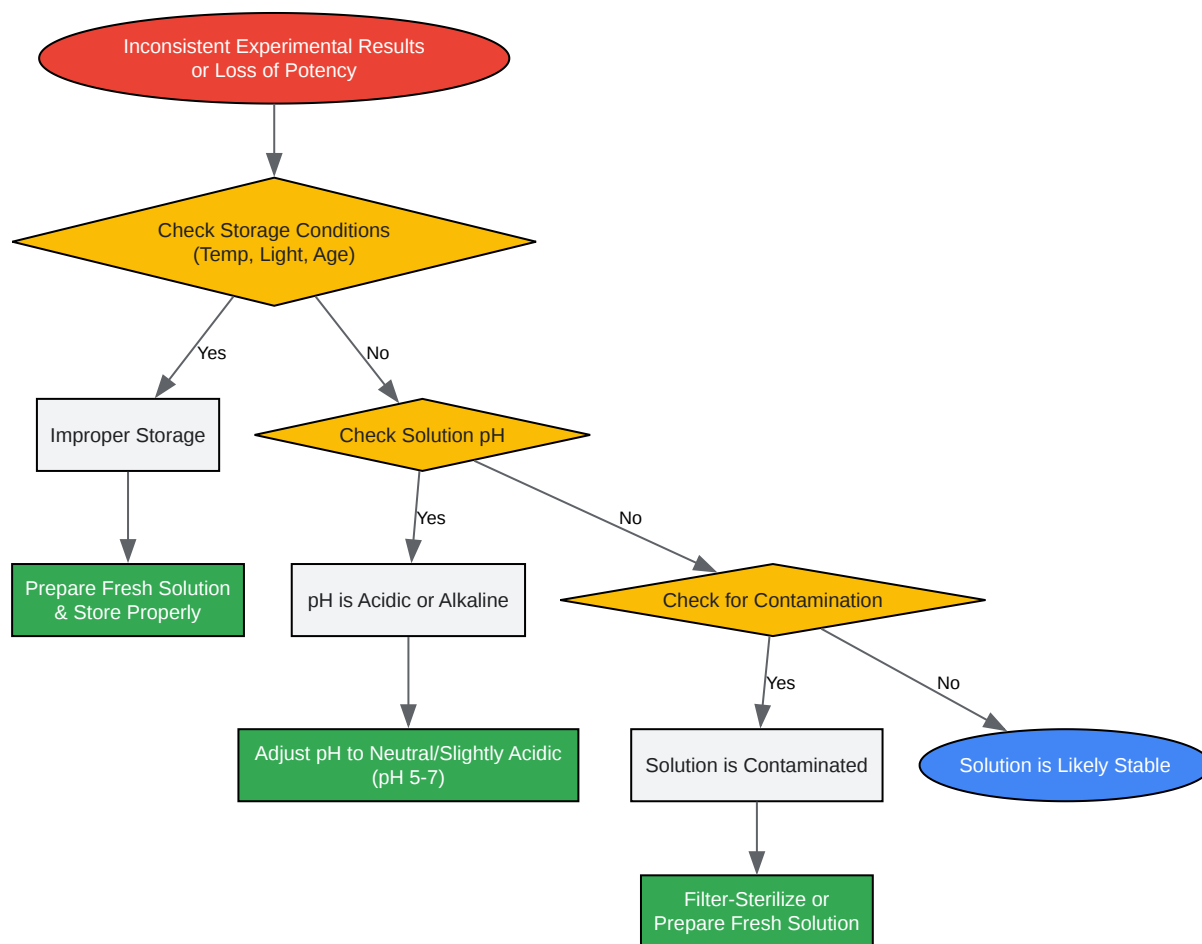 Inconsistent Experimental Results
or Loss of Potency
Check Storage Conditions
(Temp, Light, Age)
Yes
No
Improper Storage
Check Solution pH
Yes
No
Prepare Fresh Solution
& Store Properly
pH is Acidic or Alkaline
Check for Contamination
Yes
No
Adjust pH to Neutral/Slightly Acidic
(pH 5-7)
Solution is Contaminated
Solution is Likely Stable
Filter-Sterilize or
Prepare Fresh Solution